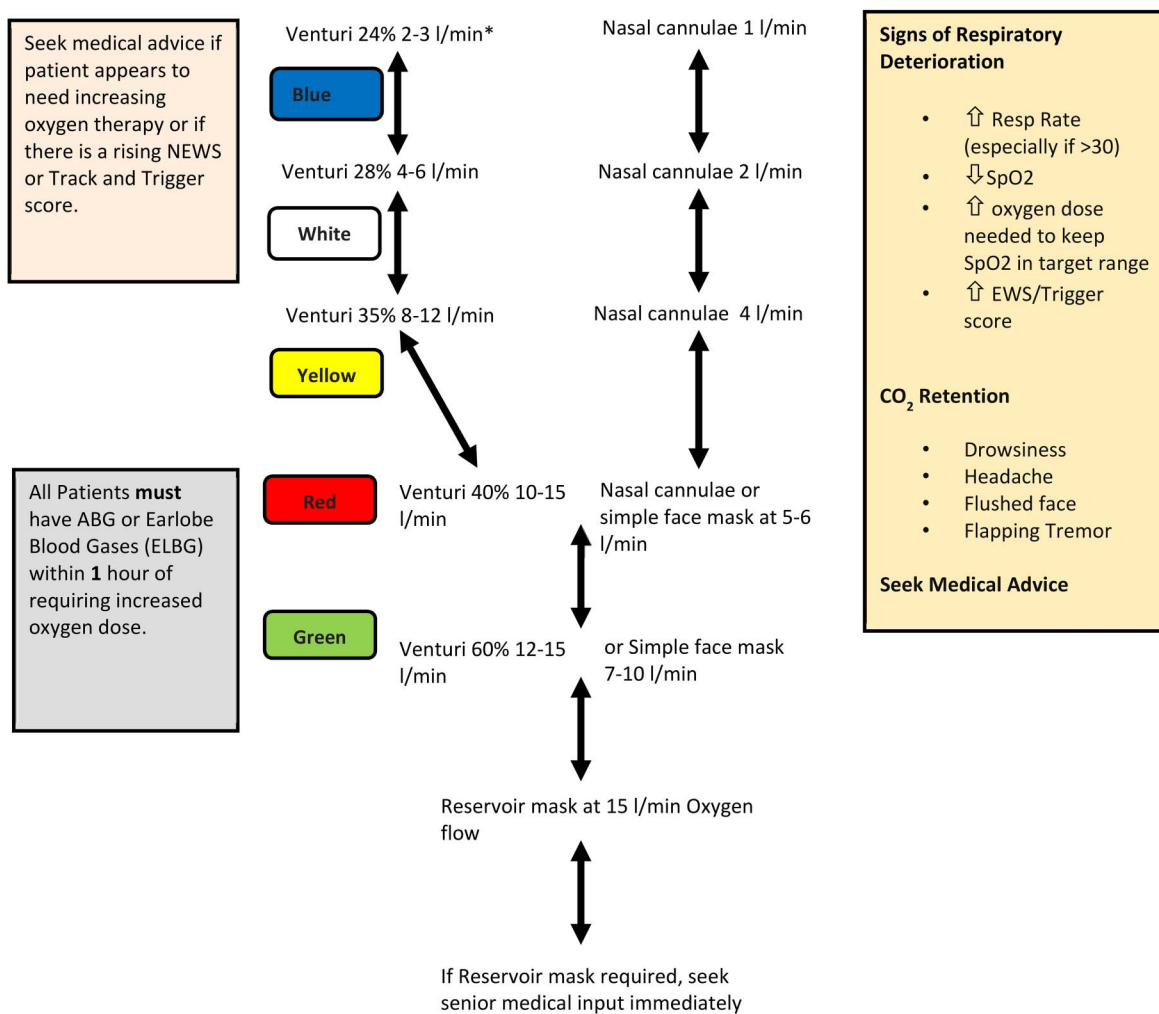 Seek medical advice if
patient appears to
need increasing
oxygen therapy or if
there is a rising NEWS
or Track and Trigger
score.
All Patients must
have ABG or Earlobe
Blood Gases (ELBG)
within 1 hour of
requiring increased
oxygen dose.
Venturi 24% 2-3 l/min*
Blue
Venturi 28% 4-6 l/min
White
Venturi 35% 8-12 l/min
Yellow
Red
Venturi 40% 10-15
l/min
Green
Venturi 60% 12-15
l/min
Nasal cannulae 1 l/min
Nasal cannulae 2 l/min
Nasal cannulae  4 l/min
Nasal cannulae or
simple face mask at 5-6
l/min
or Simple face mask
7-10 l/min
Reservoir mask at 15 l/min Oxygen
flow
If Reservoir mask required, seek
senior medical input immediately
Signs of Respiratory
Deterioration
• ⇧ Resp Rate
(especially if >30)
• ⇩SpO2
• ⇧ oxygen dose
needed to keep
SpO2 in target range
• ⇧ EWS/Trigger
score
CO₂ Retention
• Drowsiness
• Headache
• Flushed face
• Flapping Tremor
Seek Medical Advice